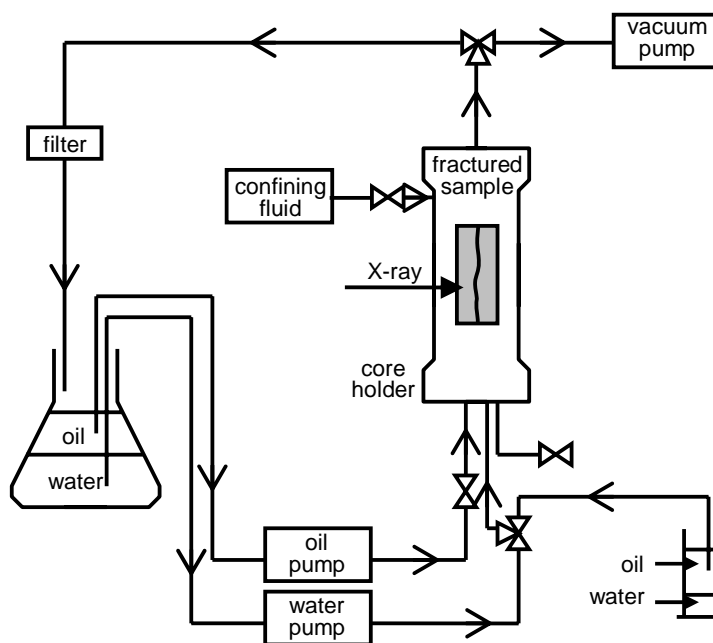 vacuum
pump
filter
fractured
sample
confining
fluid
X-ray
core
holder
oil
water
oil
pump
water
pump
oil
water